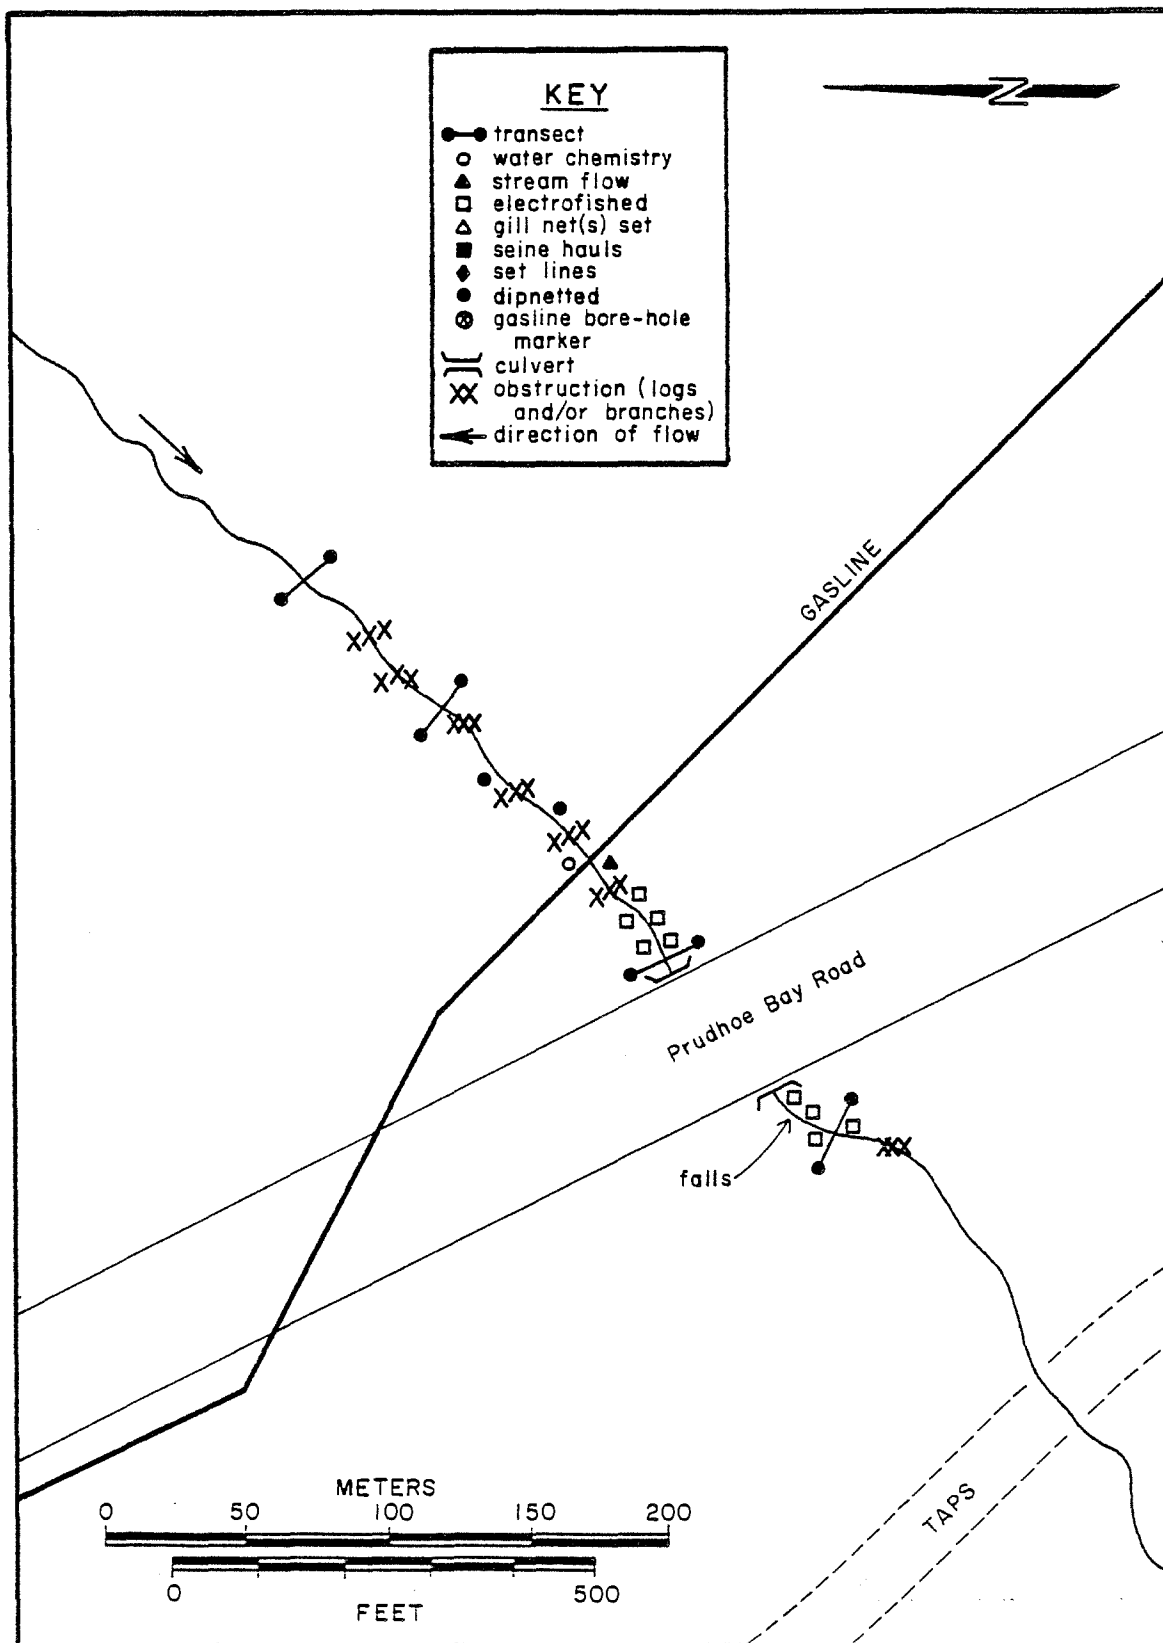 KEY
transect
water chemistry
stream flow
electrofished
gill net(s) set
seine hauls
set lines
dipnetted
gasline bore-hole
marker
culvert
obstruction (logs
and/or branches)
direction of flow
N
GASLINE
Prudhoe Bay Road
falls
TAPS
METERS
0 50 100 150 200
0 500
FEET